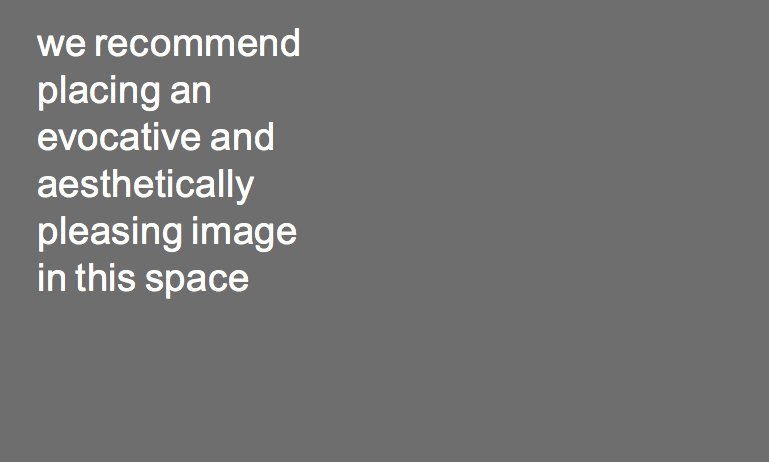 we recommend
placing an
evocative and
aesthetically
pleasing image
in this space